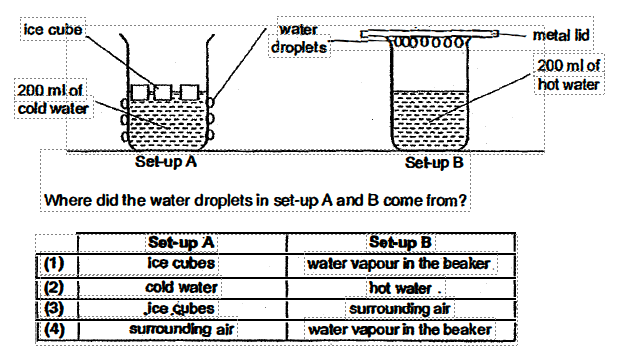 ice cube
water
droplets
metal lid
200 ml of
cold water
200 ml of
hot water
Set-up A
Set-up B
Where did the water droplets in set-up A and B come from?
Set-up A Set-up B
(1) ice cubes water vapour in the beaker
(2) cold water hot water
(3) ice cubes surrounding air
(4) surrounding air water vapour in the beaker